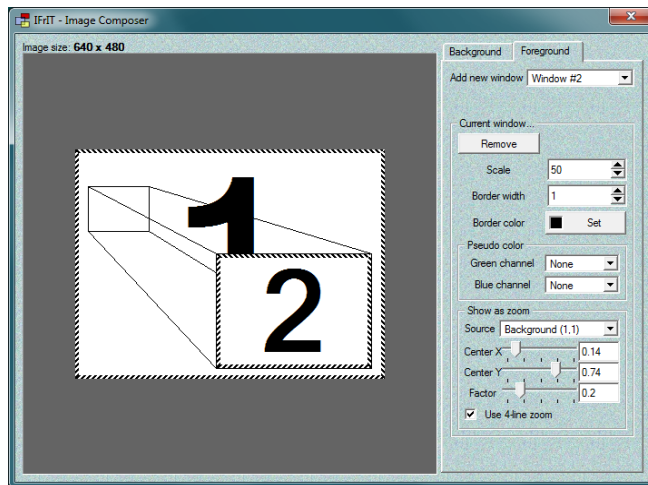 IFrIT - Image Composer
Image size: 640 x 480
Background Foreground
Add new window Window #2
Current window...
Remove
Scale 50
Border width 1
Border color Set
Pseudo color
Green channel None
Blue channel None
Show as zoom
Source Background (1,1)
Center X 0.14
Center Y 0.74
Factor 0.2
Use 4-line zoom
1
2